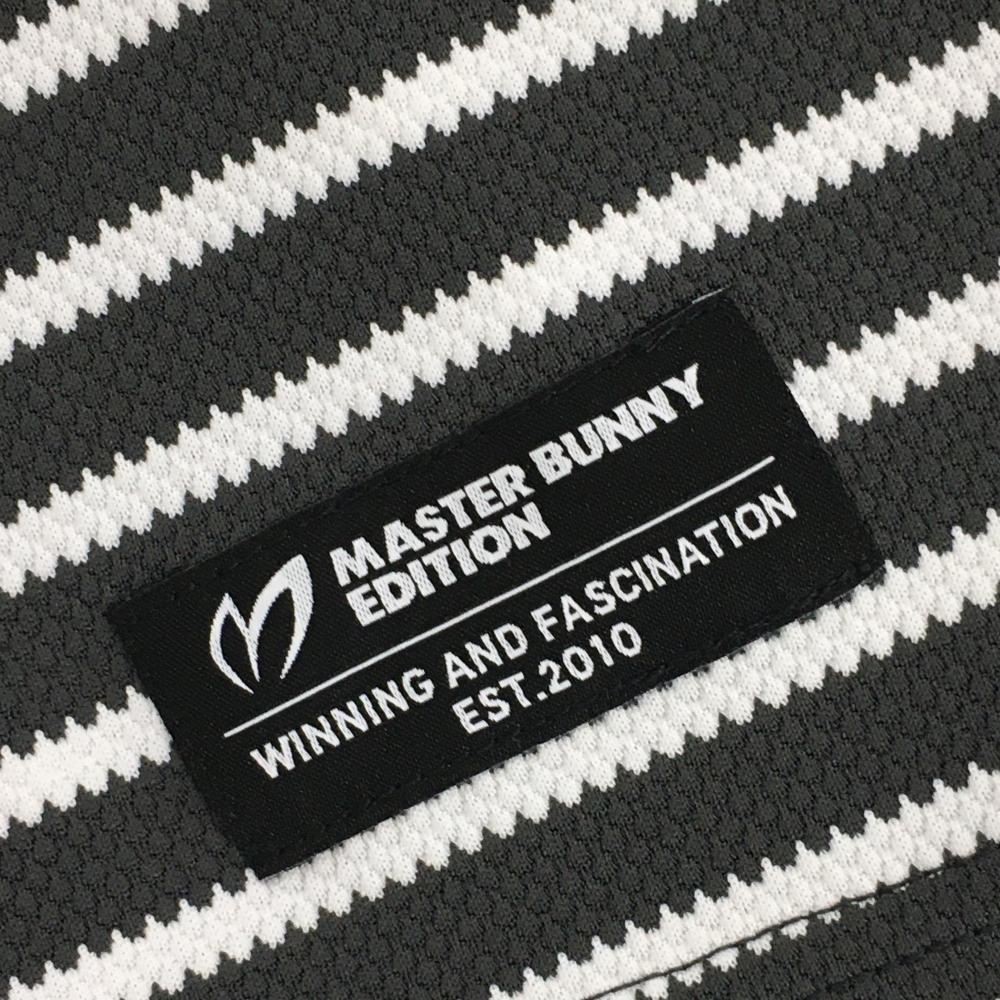 MASTER BUNNY
EDITION
WINNING AND FASCINATION
EST.2010